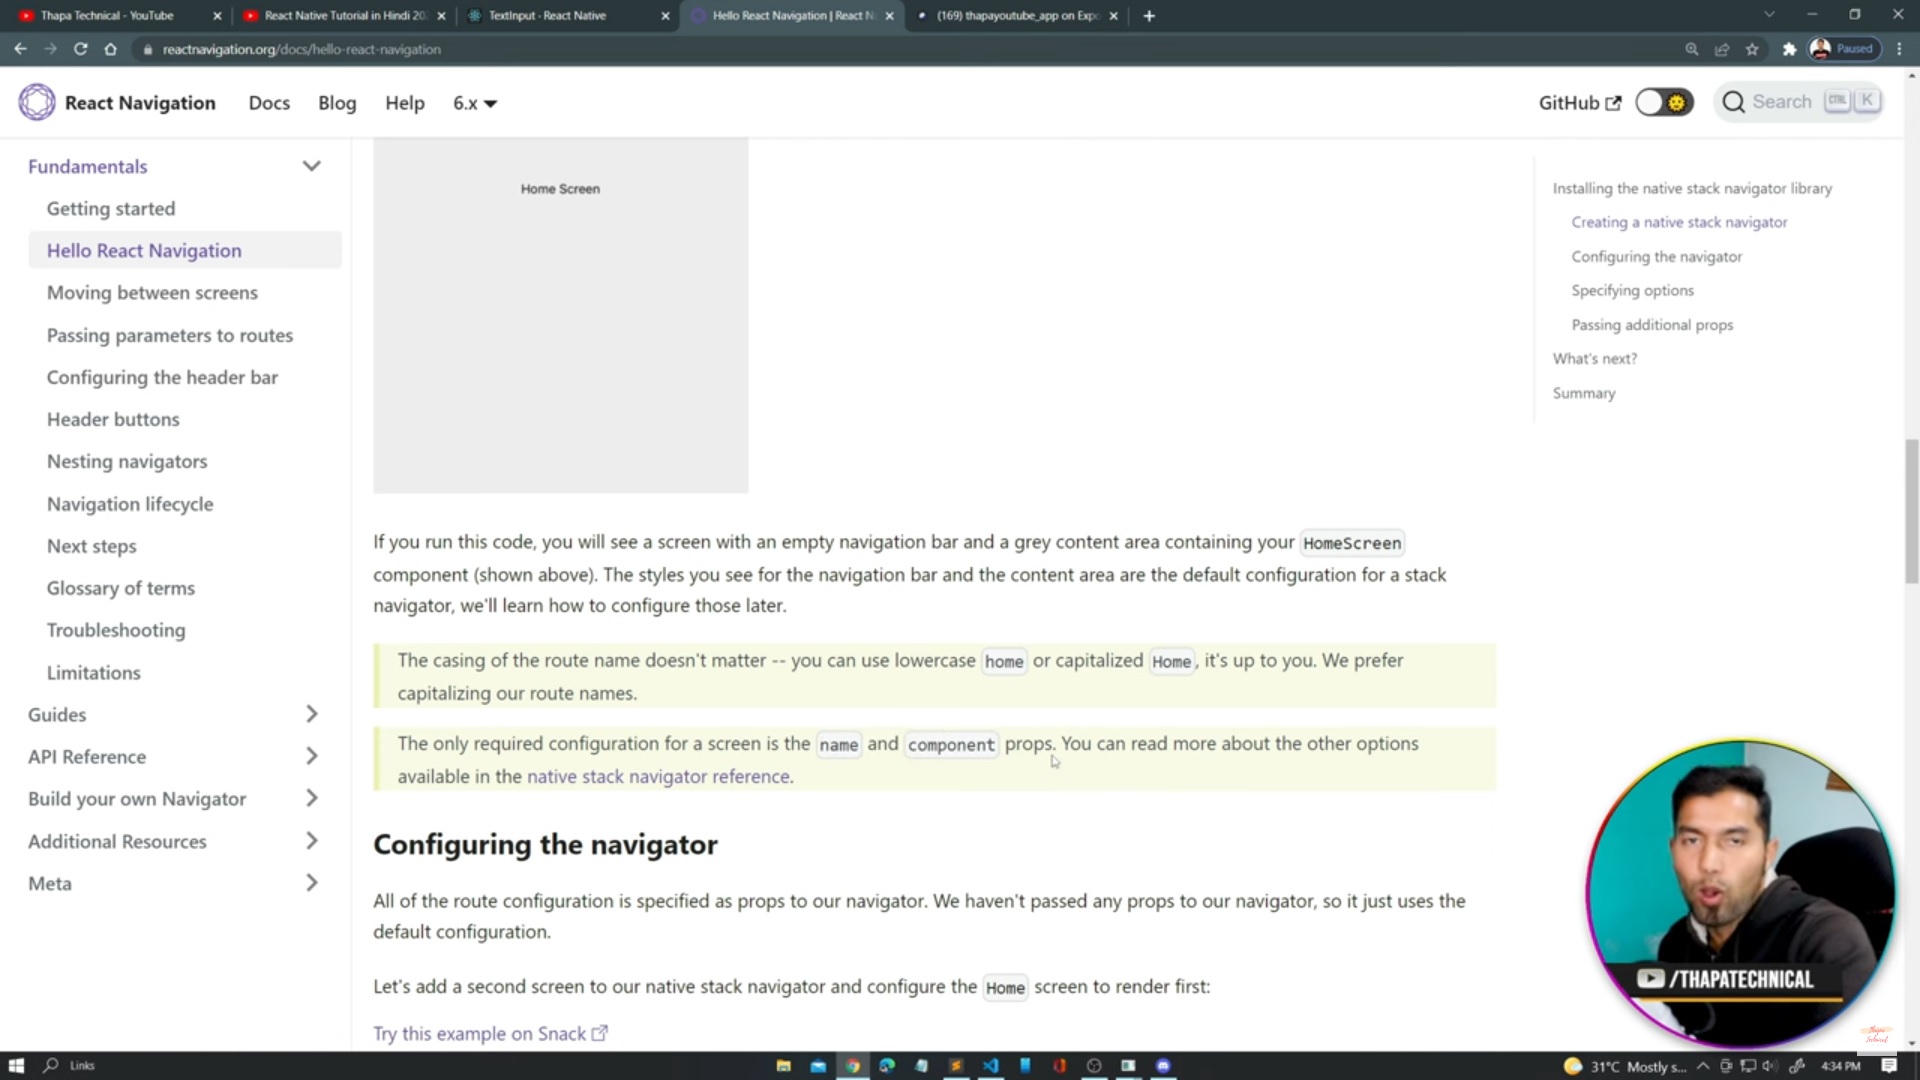 Thapa Technical - YouTube
React Native Tutorial in Hindi 20
TextInput · React Native
Hello React Navigation | React N
(169) thapayoutube_app on Expo
reactnavigation.org/docs/hello-react-navigation
Paused
React Navigation
Docs
Blog
Help
6.x
GitHub
Search
CTRL
K
Fundamentals
Getting started
Hello React Navigation
Moving between screens
Passing parameters to routes
Configuring the header bar
Header buttons
Nesting navigators
Navigation lifecycle
Next steps
Glossary of terms
Troubleshooting
Limitations
Guides
API Reference
Build your own Navigator
Additional Resources
Meta
Home Screen
If you run this code, you will see a screen with an empty navigation bar and a grey content area containing your HomeScreen
component (shown above). The styles you see for the navigation bar and the content area are the default configuration for a stack
navigator, we'll learn how to configure those later.
The casing of the route name doesn't matter -- you can use lowercase home or capitalized Home, it's up to you. We prefer
capitalizing our route names.
The only required configuration for a screen is the name and component props. You can read more about the other options
available in the native stack navigator reference.
Configuring the navigator
All of the route configuration is specified as props to our navigator. We haven't passed any props to our navigator, so it just uses the
default configuration.
Let's add a second screen to our native stack navigator and configure the Home screen to render first:
Try this example on Snack
Installing the native stack navigator library
Creating a native stack navigator
Configuring the navigator
Specifying options
Passing additional props
What's next?
Summary
/THAPATECHNICAL
Links
31°C Mostly s...
4:34 PM